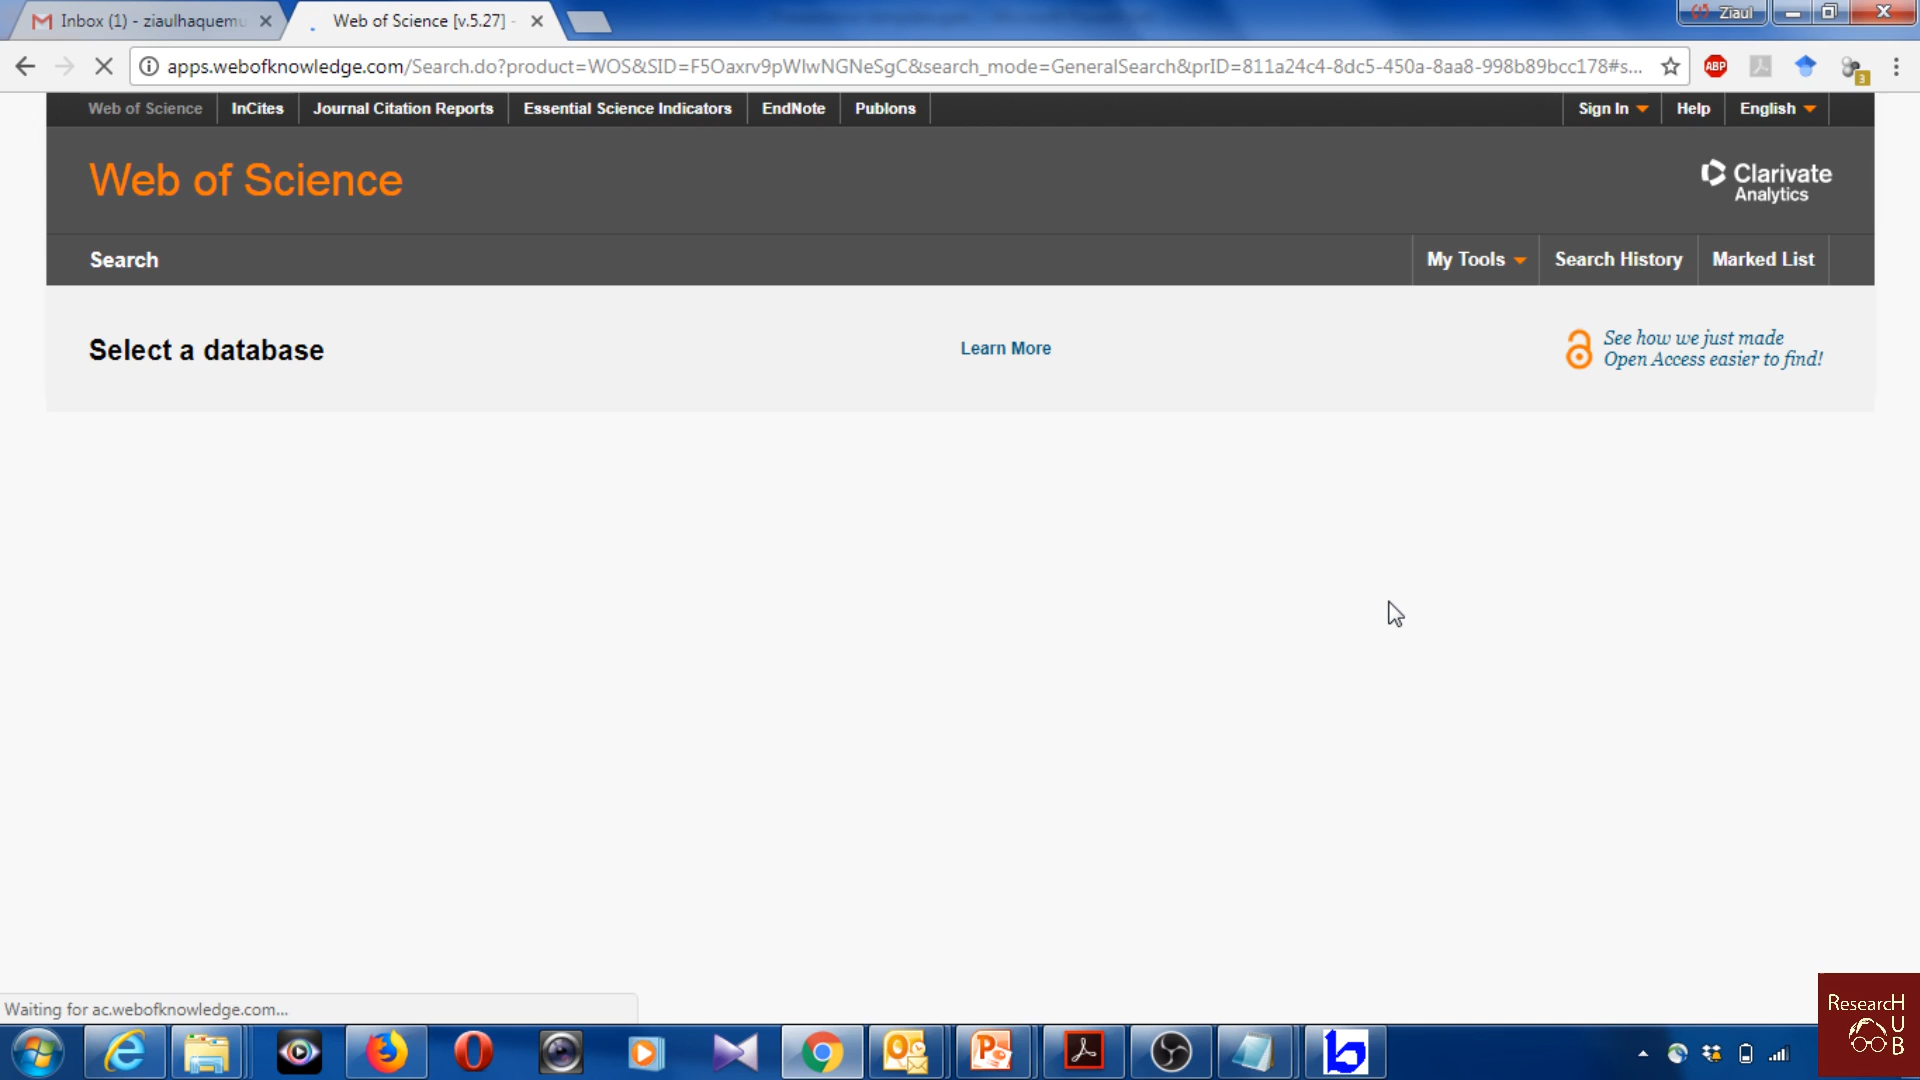 Inbox (1) - ziaulhaquemu
Web of Science [v.5.27] -
Ziaul
apps.webofknowledge.com/Search.do?product=WOS&SID=F5Oaxrv9pWIwNGNeSgC&search_mode=GeneralSearch&prID=811a24c4-8dc5-450a-8aa8-998b89bcc178#s...
ABP
3
Web of Science InCites Journal Citation Reports Essential Science Indicators EndNote Publons Sign In Help English
Web of Science
Clarivate
Analytics
Search My Tools Search History Marked List
Select a database
Learn More
See how we just made
Open Access easier to find!
Waiting for ac.webofknowledge.com...
ResearcH
U
B